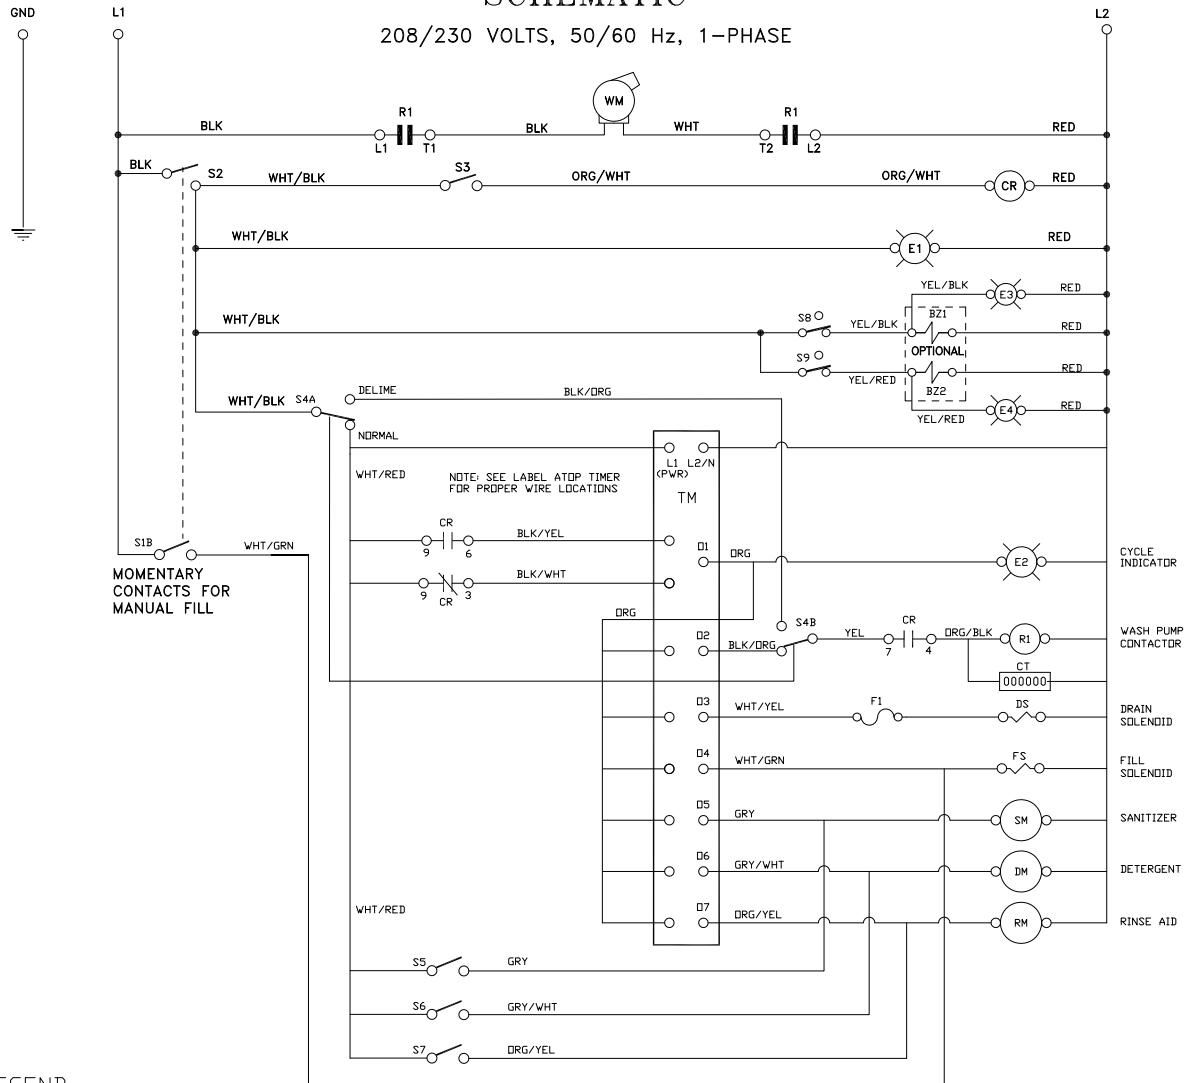 SCHEMATIC
GND
L1
L2
208/230 VOLTS, 50/60 Hz, 1-PHASE
WM
R1
R1
BLK
BLK
WHT
RED
L1
T1
T2
L2
BLK
S2
WHT/BLK
S3
ORG/WHT
ORG/WHT
CR
RED
WHT/BLK
E1
RED
YEL/BLK
E3
RED
WHT/BLK
S8
YEL/BLK
BZ1
RED
OPTIONAL
S9
YEL/RED
BZ2
RED
WHT/BLK
S4A
DELIME
BLK/ORG
YEL/RED
E4
RED
NORMAL
WHT/RED
NOTE: SEE LABEL ATOP TIMER
FOR PROPER WIRE LOCATIONS
L1 L2/N
(PWR)
TM
CR
9
6
BLK/YEL
S1B
WHT/GRN
O1
ORG
E2
CYCLE
INDICATOR
MOMENTARY
CONTACTS FOR
MANUAL FILL
9
CR
3
BLK/WHT
ORG
O2
BLK/ORG
S4B
YEL
7
CR
4
ORG/BLK
R1
WASH PUMP
CONTACTOR
CT
000000
O3
WHT/YEL
F1
DS
DRAIN
SOLENOID
O4
WHT/GRN
FS
FILL
SOLENOID
O5
GRY
SM
SANITIZER
O6
GRY/WHT
DM
DETERGENT
WHT/RED
O7
ORG/YEL
RM
RINSE AID
S5
GRY
S6
GRY/WHT
S7
ORG/YEL